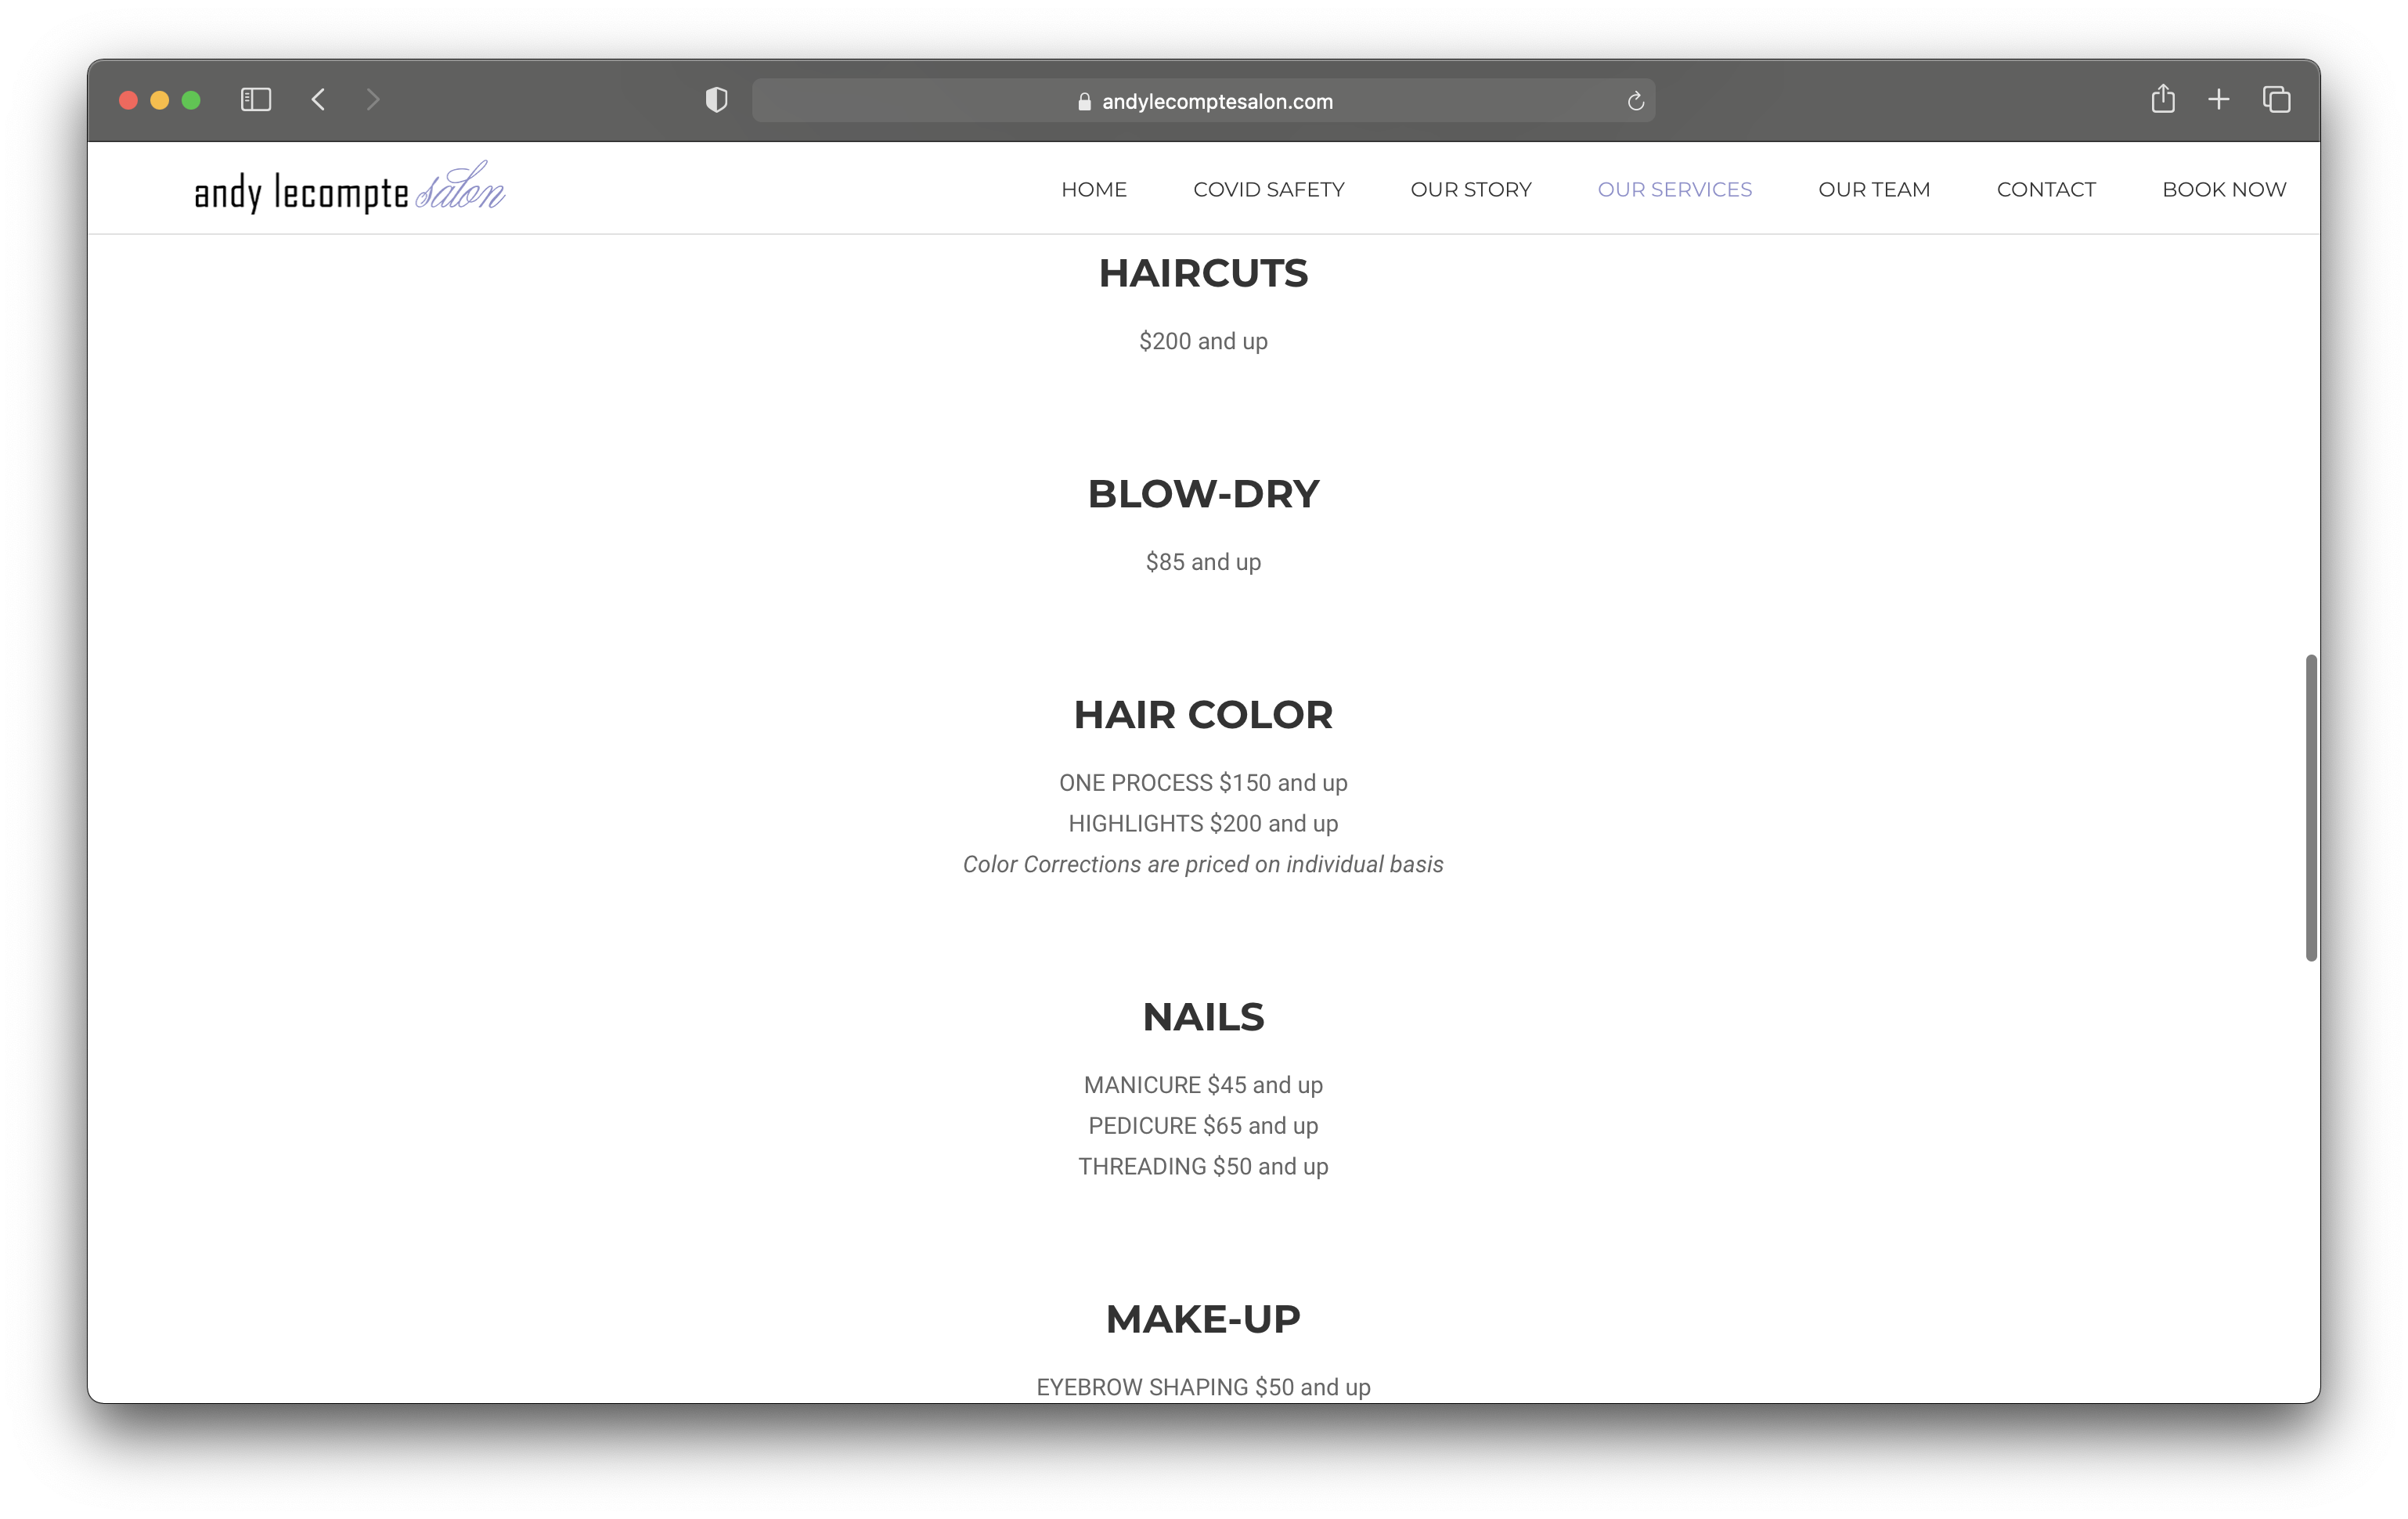 andylecomptesalon.com
andy lecompte salon
HOME
COVID SAFETY
OUR STORY
OUR SERVICES
OUR TEAM
CONTACT
BOOK NOW
HAIRCUTS
$200 and up
BLOW-DRY
$85 and up
HAIR COLOR
ONE PROCESS $150 and up
HIGHLIGHTS $200 and up
Color Corrections are priced on individual basis
NAILS
MANICURE $45 and up
PEDICURE $65 and up
THREADING $50 and up
MAKE-UP
EYEBROW SHAPING $50 and up